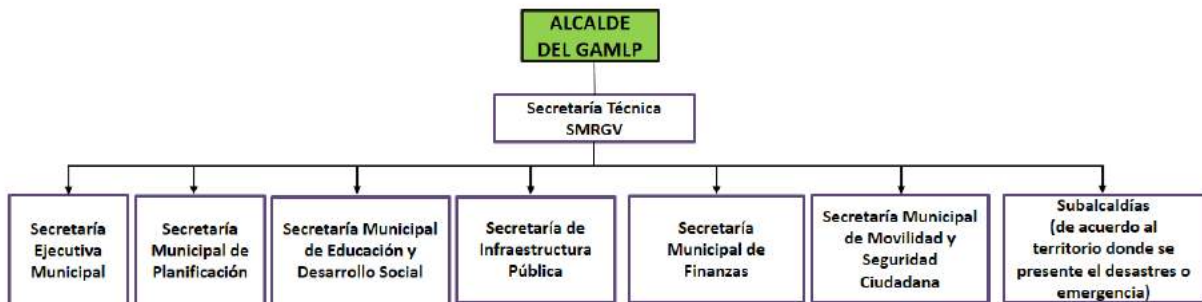 ALCALDE
DEL GAMLP
Secretaría Técnica
SMRGV
Secretaría
Ejecutiva
Municipal
Secretaría
Municipal de
Planificación
Secretaría Municipal
de Educación y
Desarrollo Social
Secretaría de
Infraestructura
Pública
Secretaría
Municipal de
Finanzas
Secretaría Municipal
de Movilidad y
Seguridad
Ciudadana
Subalcaldías
(de acuerdo al
territorio donde se
presente el desastres o
emergencia)